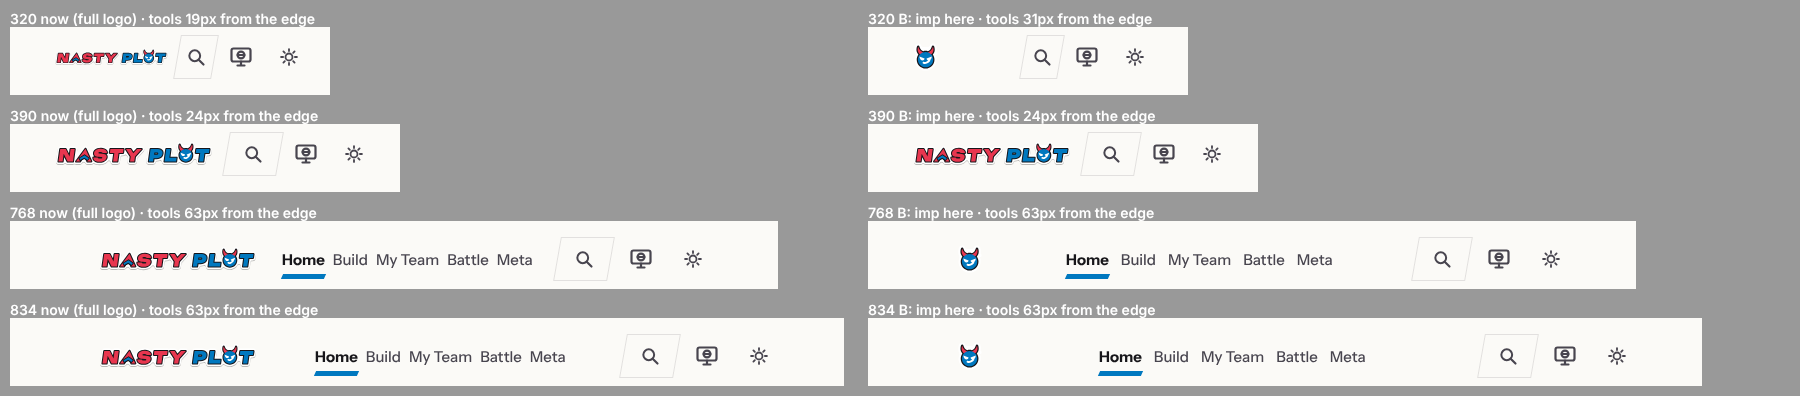 320 now (full logo) · tools 19px from the edge
NASTY PLOT
390 now (full logo) · tools 24px from the edge
NASTY PLOT
768 now (full logo) · tools 63px from the edge
NASTY PLOT Home Build My Team Battle Meta
834 now (full logo) · tools 63px from the edge
NASTY PLOT Home Build My Team Battle Meta
320 B: imp here · tools 31px from the edge
390 B: imp here · tools 24px from the edge
NASTY PLOT
768 B: imp here · tools 63px from the edge
Home Build My Team Battle Meta
834 B: imp here · tools 63px from the edge
Home Build My Team Battle Meta